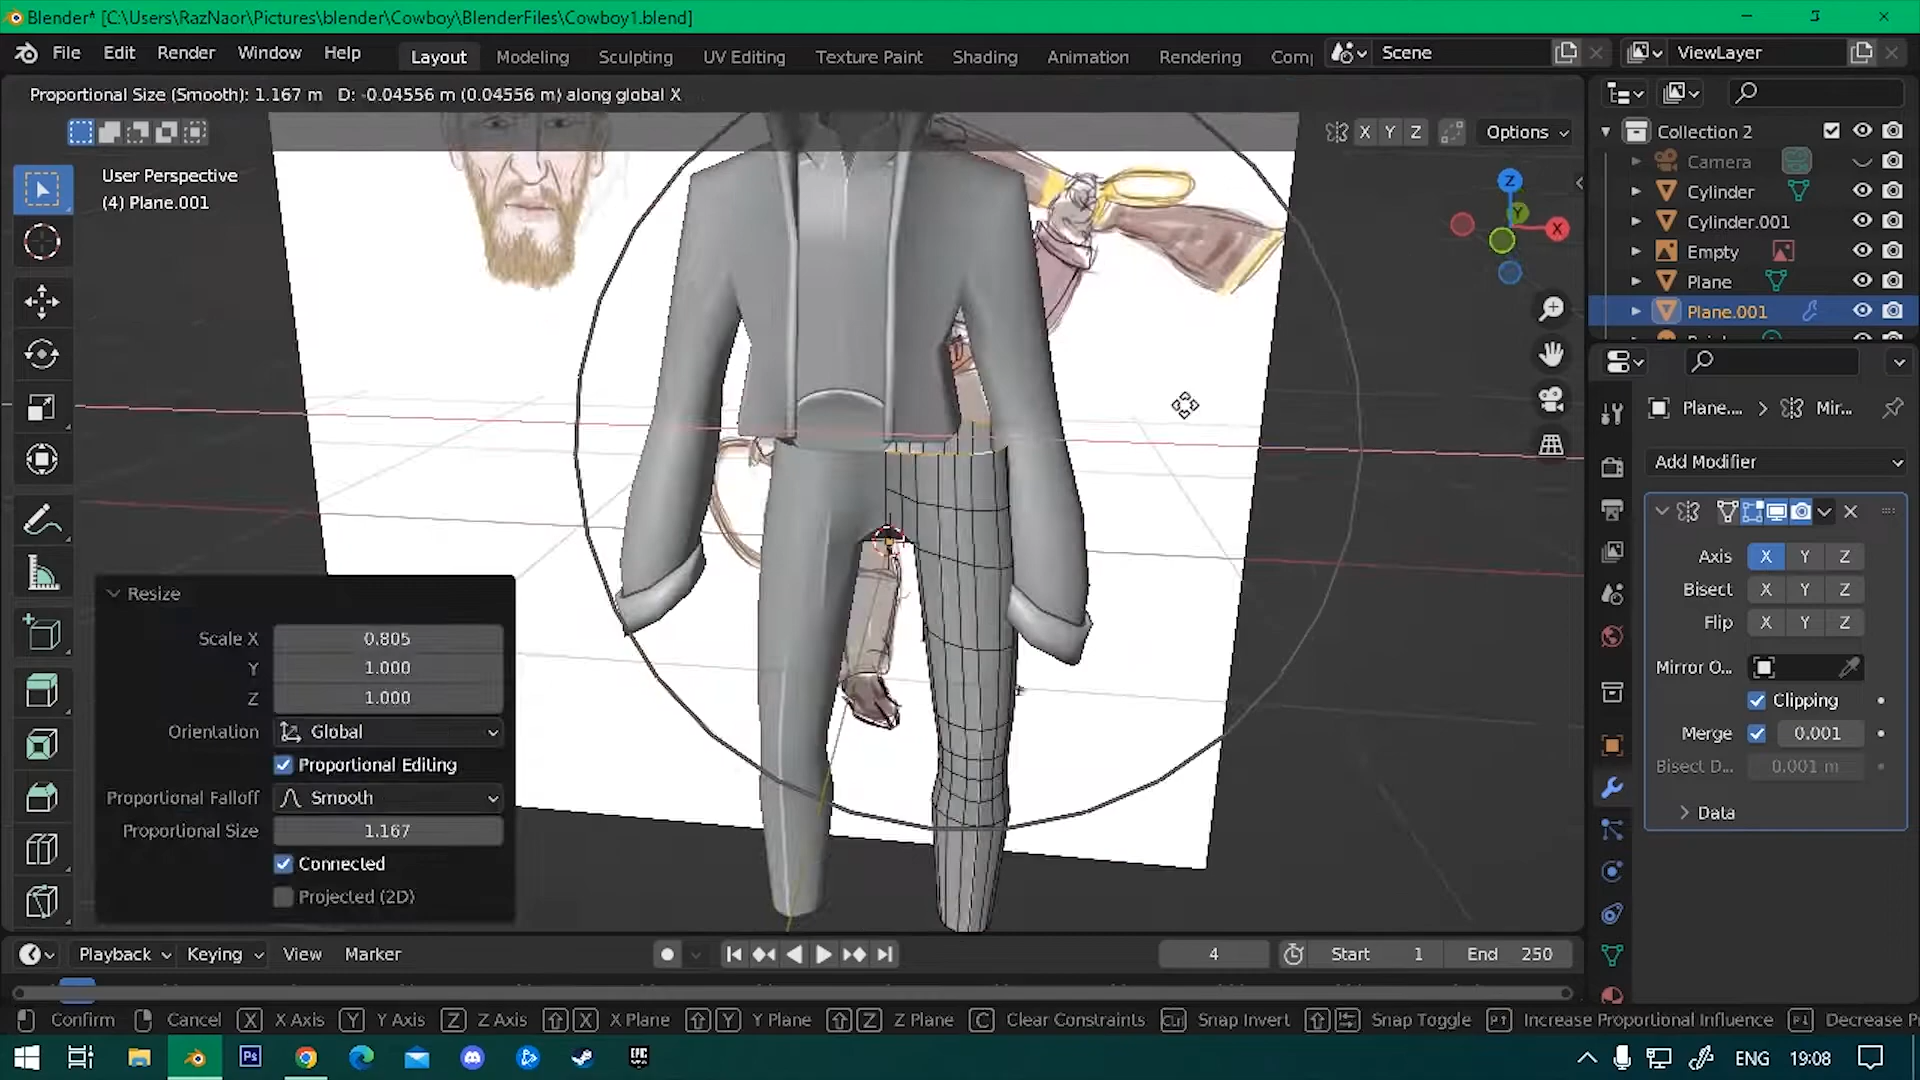 Blender* [C:\Users\RazNaor\Pictures\blender\Cowboy\BlenderFiles\Cowboy1.blend]
File Edit Render Window Help Layout Modeling Sculpting UV Editing Texture Paint Shading Animation Rendering Comp Scene ViewLayer
Proportional Size (Smooth): 1.167 m D: -0.04556 m (0.04556 m) along global X
X Y Z Options
User Perspective
(4) Plane.001
Z
Y
X
Collection 2
Camera
Cylinder
Cylinder.001
Empty
Plane
Plane.001
Plane.... > Mir...
Add Modifier
Axis X Y Z
Bisect X Y Z
Flip X Y Z
Mirror O...
Clipping
Merge 0.001
Bisect D... 0.001 m
Data
Resize
Scale X 0.805
Y 1.000
Z 1.000
Orientation Global
Proportional Editing
Proportional Falloff Smooth
Proportional Size 1.167
Connected
Projected (2D)
Playback Keying View Marker 4 Start 1 End 250
Confirm Cancel X X Axis Y Y Axis Z Z Axis X X Plane Y Y Plane Z Z Plane C Clear Constraints Ctrl Snap Invert Snap Toggle P↑ Increase Proportional Influence P↓ Decrease Pr
Ps EPIC ENG 19:08